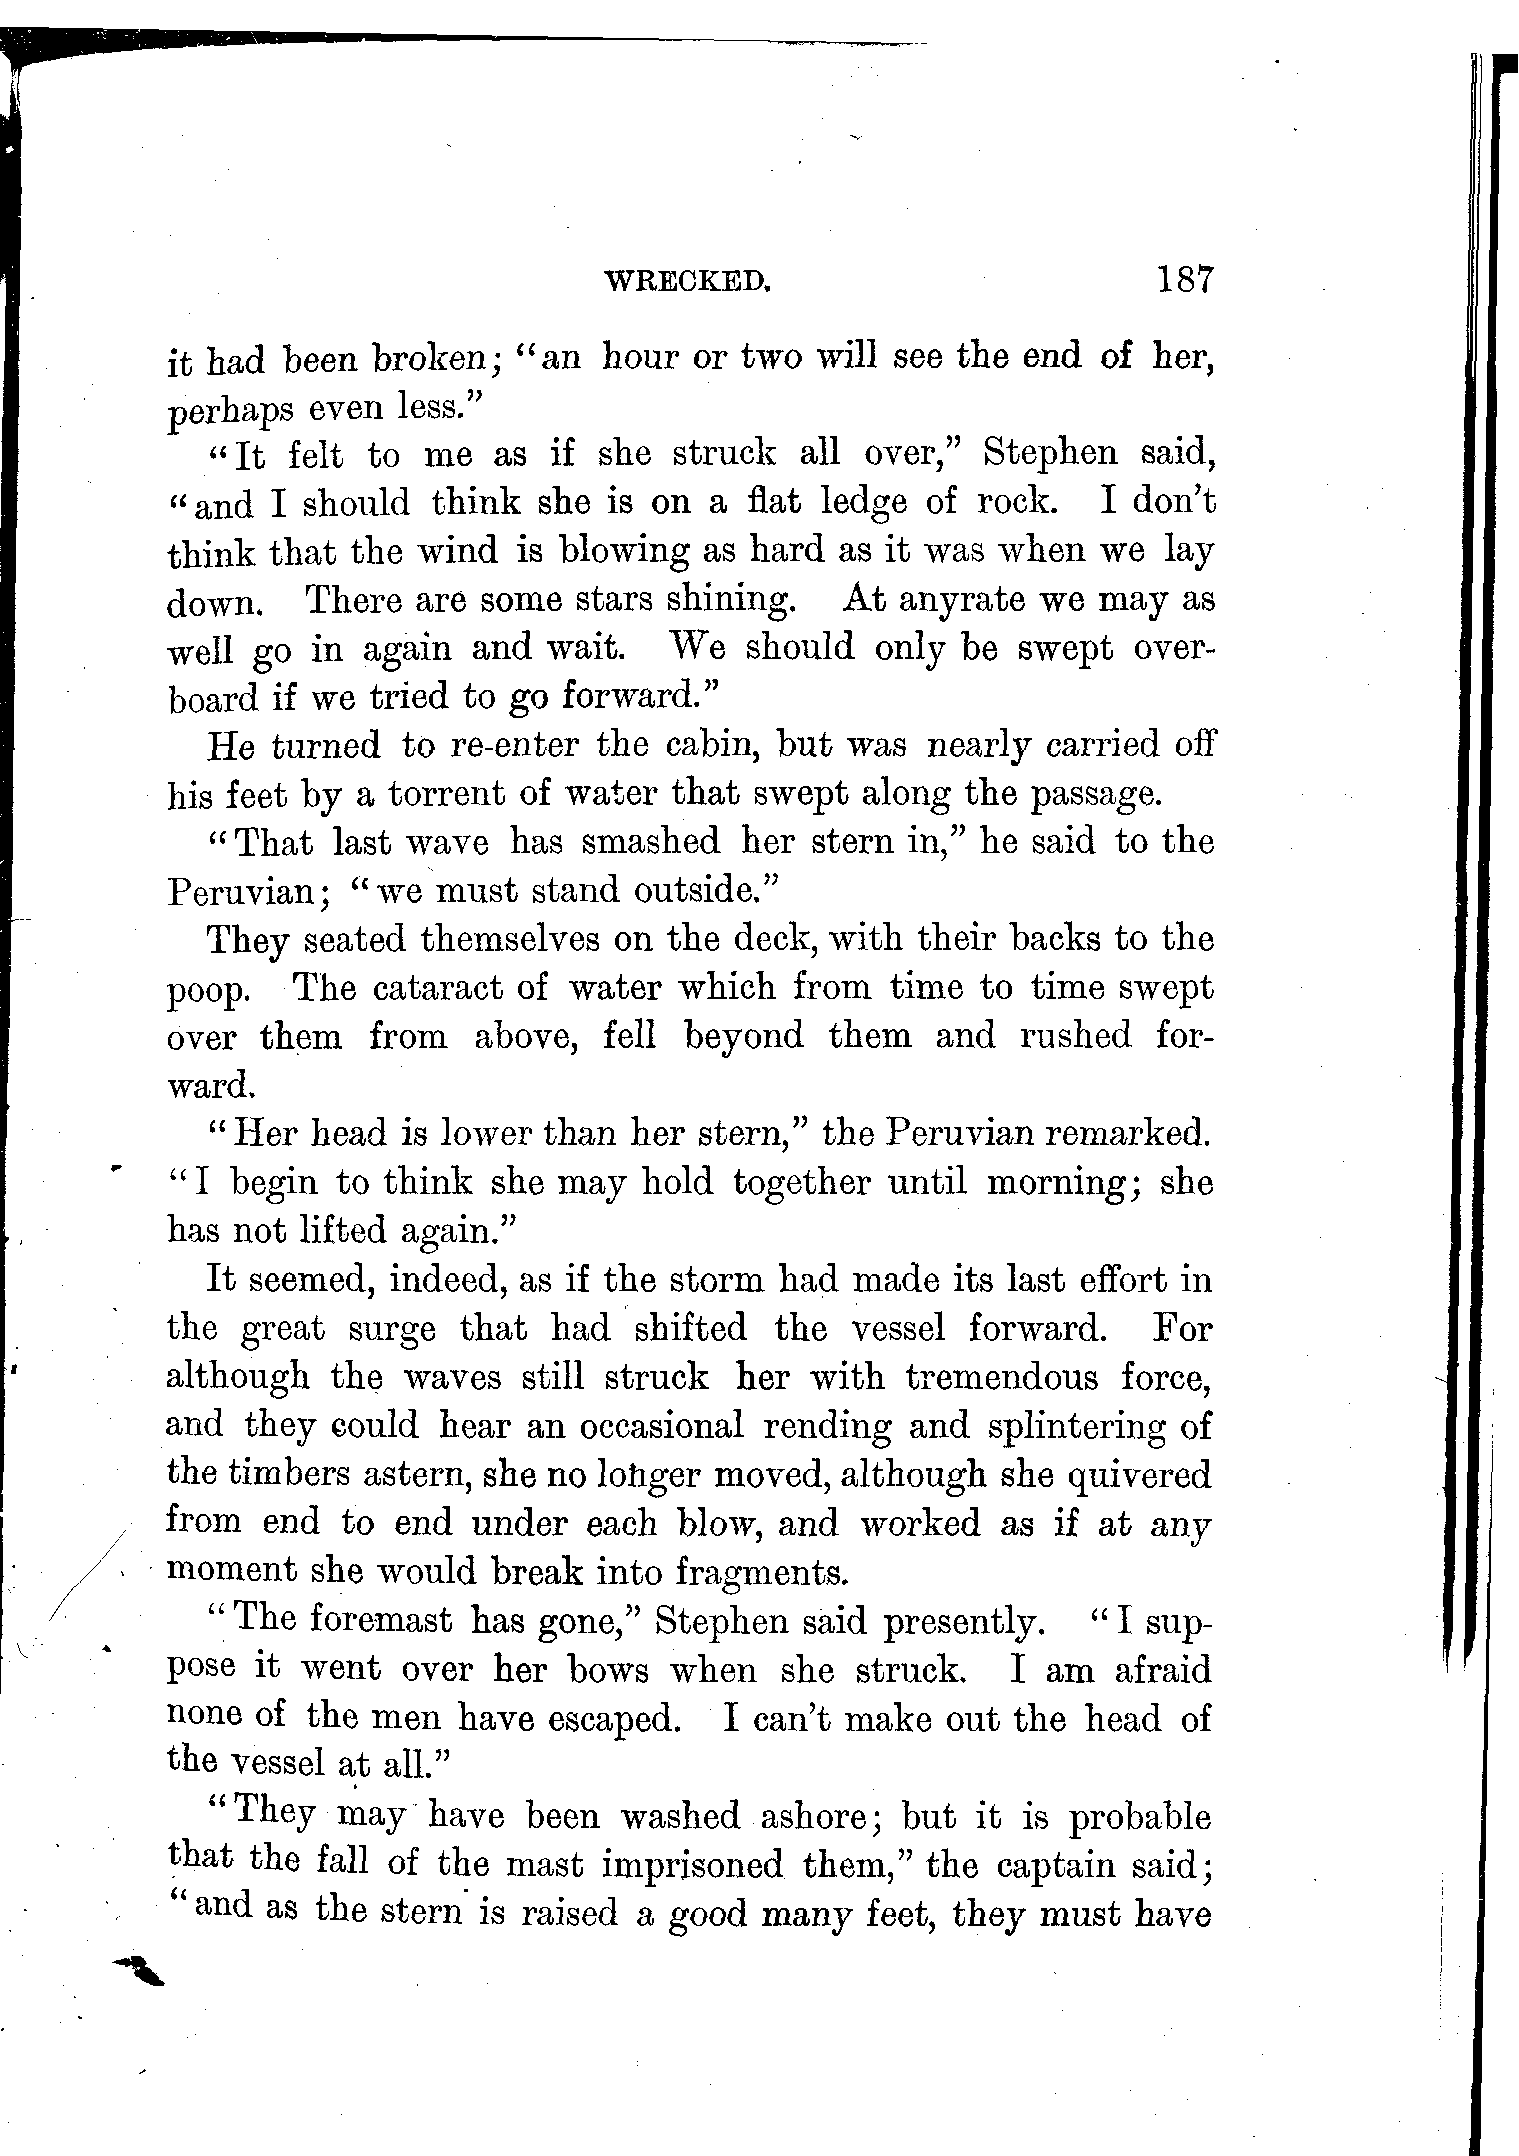 WRECKED. 187
it had been broken; "an hour or two will see the end of her,
perhaps even less."
"It felt to me as if she struck all over," Stephen said,
"and I should think she is on a flat ledge of rock. I don't
think that the wind is blowing as hard as it was when we lay
down. There are some stars shining. At anyrate we may as
well go in again and wait. We should only be swept over-
board if we tried to go forward."
He turned to re-enter the cabin, but was nearly carried off
his feet by a torrent of water that swept along the passage.
"That last wave has smashed her stern in," he said to the
Peruvian; "we must stand outside."
They seated themselves on the deck, with their backs to the
poop. The cataract of water which from time to time swept
over them from above, fell beyond them and rushed for-
ward.
"Her head is lower than her stern," the Peruvian remarked.
"I begin to think she may hold together until morning; she
has not lifted again."
It seemed, indeed, as if the storm had made its last effort in
the great surge that had shifted the vessel forward. For
although the waves still struck her with tremendous force,
and they could hear an occasional rending and splintering of
the timbers astern, she no longer moved, although she quivered
from end to end under each blow, and worked as if at any
moment she would break into fragments.
"The foremast has gone," Stephen said presently. "I sup-
pose it went over her bows when she struck. I am afraid
none of the men have escaped. I can't make out the head of
the vessel at all."
"They may have been washed ashore; but it is probable
that the fall of the mast imprisoned them," the captain said;
"and as the stern is raised a good many feet, they must have